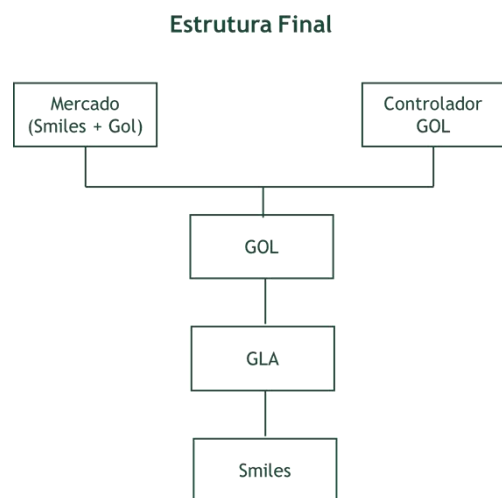 Estrutura Final
Mercado
(Smiles + Gol)
Controlador
GOL
GOL
GLA
Smiles